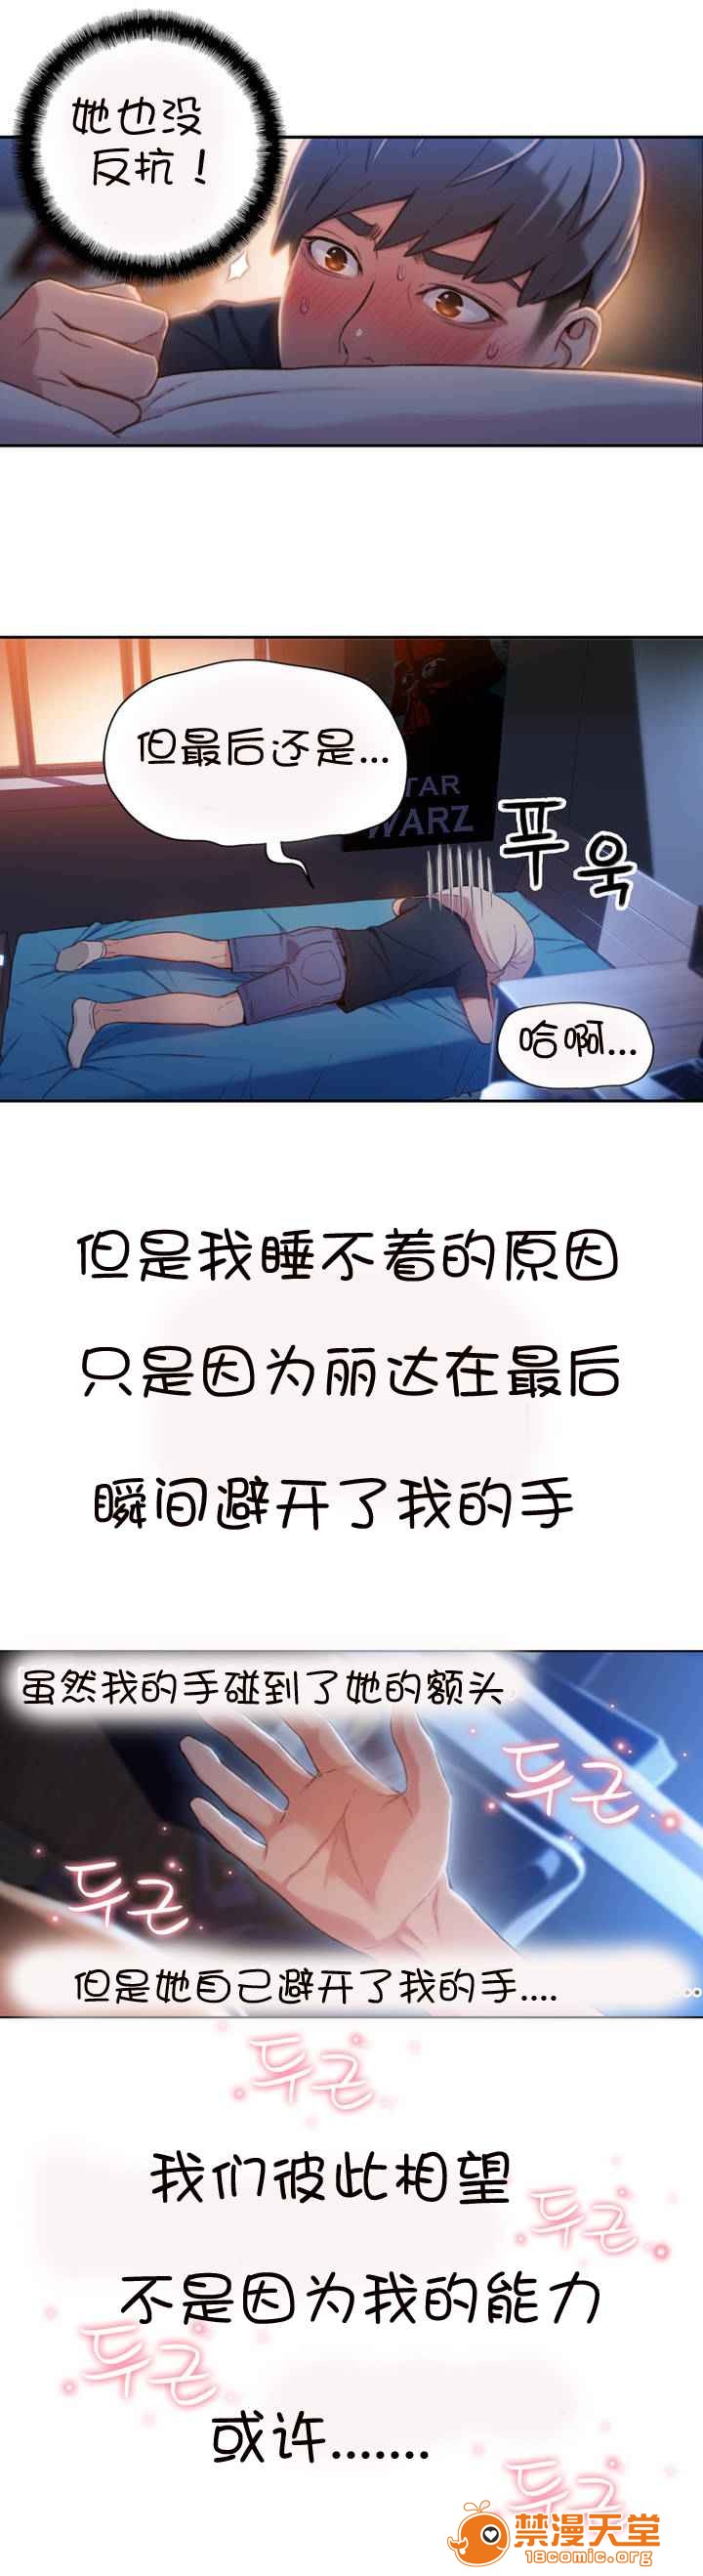 她也没
反抗！
但最后还是...
TAR
WARZ
푸욱
哈啊...
但是我睡不着的原因
只是因为丽达在最后
瞬间避开了我的手
虽然我的手碰到了她的额头
두근
두근
但是她自己避开了我的手....
두근
我们彼此相望
두근
不是因为我的能力
두근
或许.......
두근
禁漫天堂
18comic.org